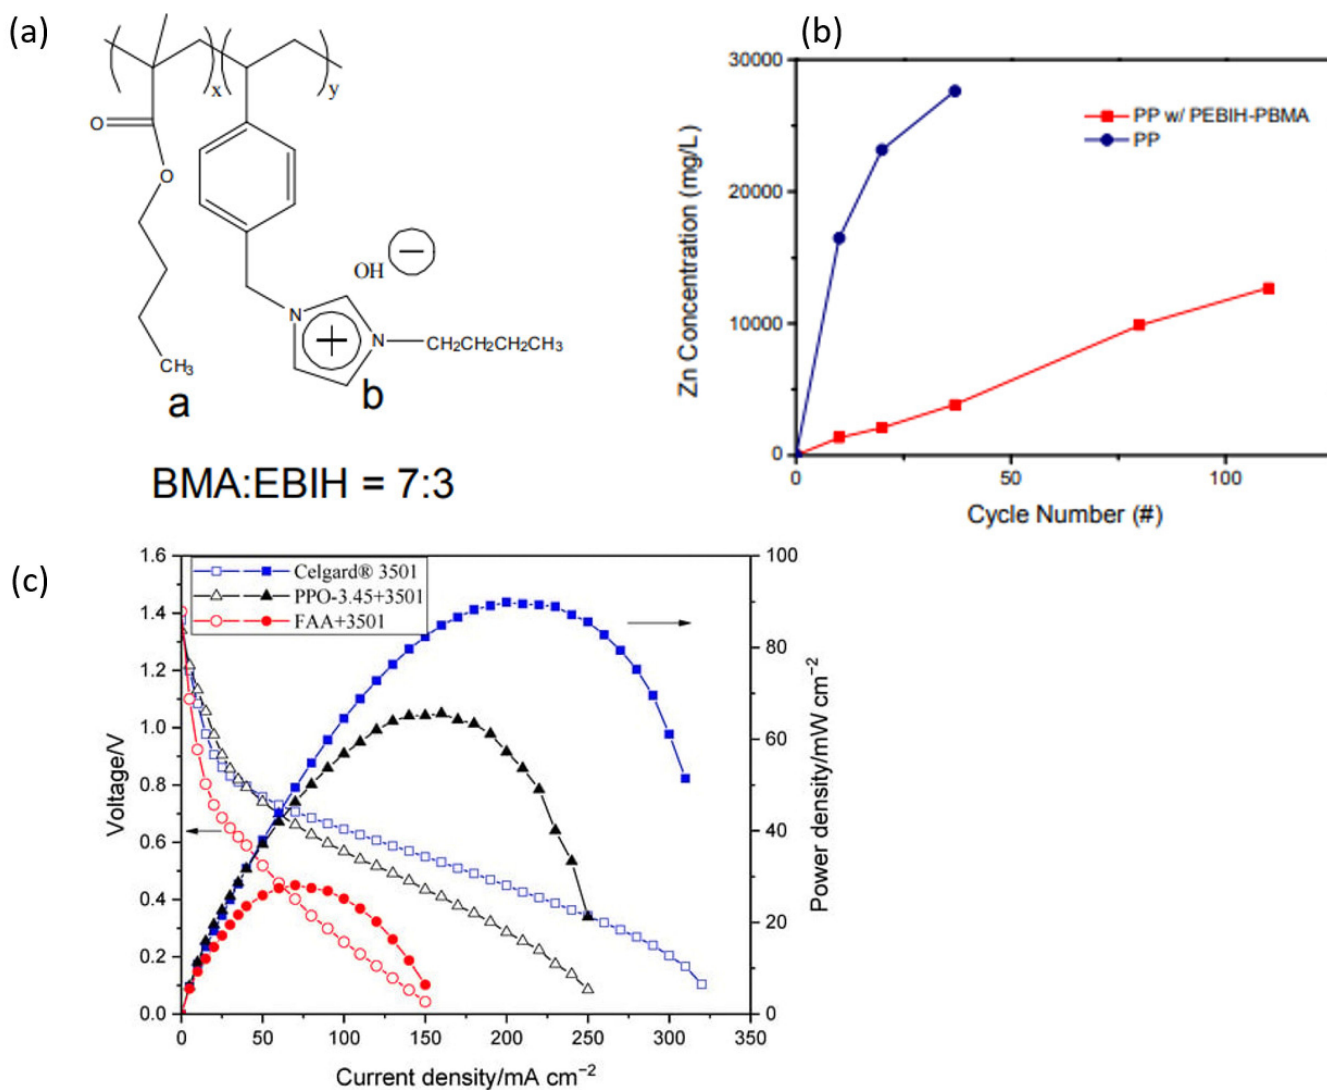 (a)
x
y
O
O
OH
−
N
+
N
CH2CH2CH2CH3
CH3
a
b
BMA:EBIH = 7:3
(b)
30000
20000
10000
0
Zn Concentration (mg/L)
PP w/ PEBIH-PBMA
PP
0
50
100
Cycle Number (#)
(c)
1.6
1.4
1.2
1.0
0.8
0.6
0.4
0.2
0.0
Voltage/V
Celgard® 3501
PPO-3.45+3501
FAA+3501
100
80
60
40
20
0
Power density/mW cm−2
0
50
100
150
200
250
300
350
Current density/mA cm−2